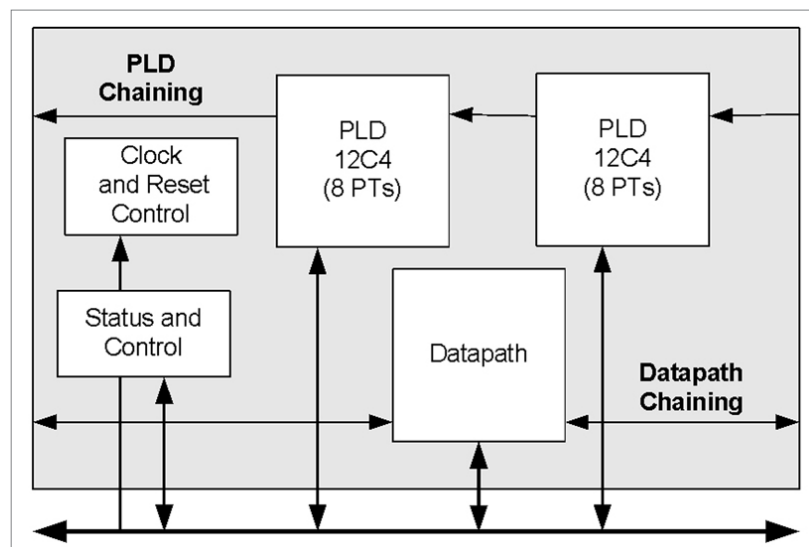 PLD
Chaining
PLD
12C4
(8 PTs)
PLD
12C4
(8 PTs)
Clock
and Reset
Control
Status and
Control
Datapath
Datapath
Chaining